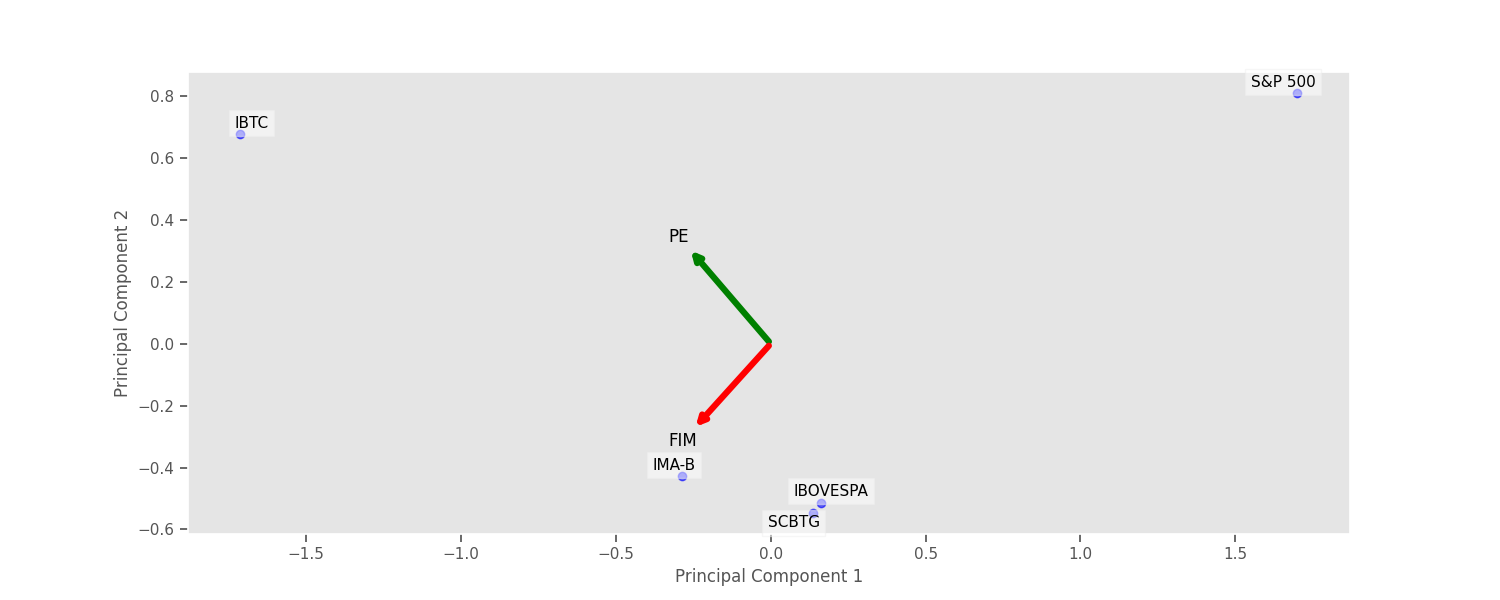 S&P 500
0.8
IBTC
0.6
0.4
PE
0.2
Principal Component 2
0.0
−0.2
FIM
−0.4
IMA-B
IBOVESPA
SCBTG
−0.6
−1.5 −1.0 −0.5 0.0 0.5 1.0 1.5
Principal Component 1